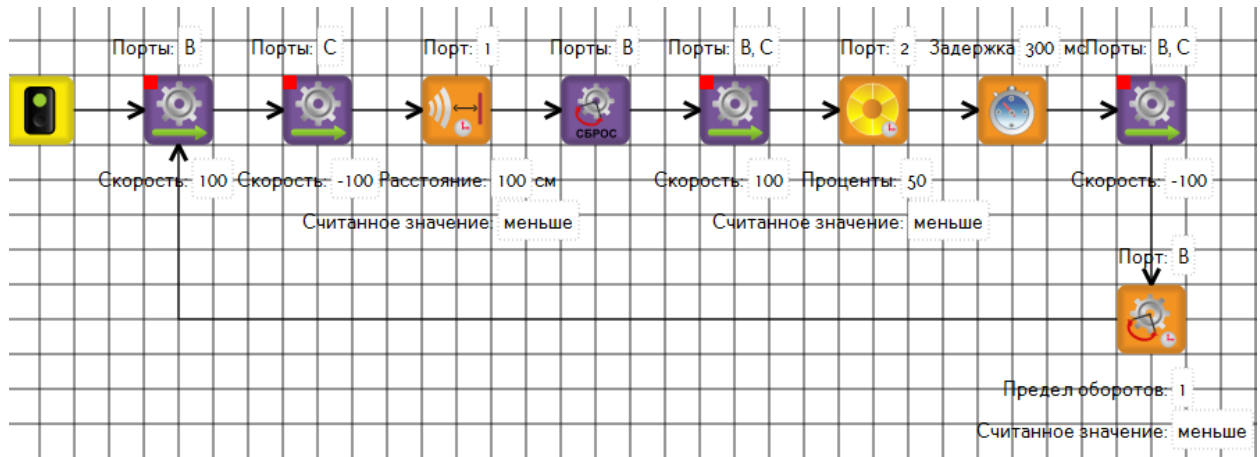 Порты: B Порты: C Порт: 1 Порты: B Порты: B, C Порт: 2 Задержка 300 мс Порты: B, C
СБРОС
Скорость: 100 Скорость: -100 Расстояние: 100 см Скорость: 100 Проценты: 50 Скорость: -100
Считанное значение: меньше Считанное значение: меньше
Порт: B
Предел оборотов: 1
Считанное значение: меньше